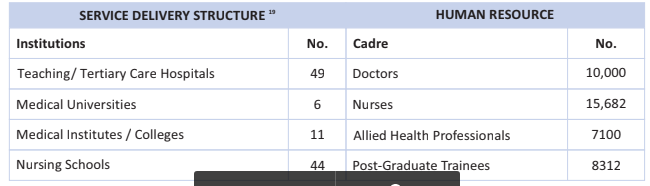 SERVICE DELIVERY STRUCTURE ¹⁹ HUMAN RESOURCE
Institutions No. Cadre No.
Teaching/ Tertiary Care Hospitals 49 Doctors 10,000
Medical Universities 6 Nurses 15,682
Medical Institutes / Colleges 11 Allied Health Professionals 7100
Nursing Schools 44 Post-Graduate Trainees 8312